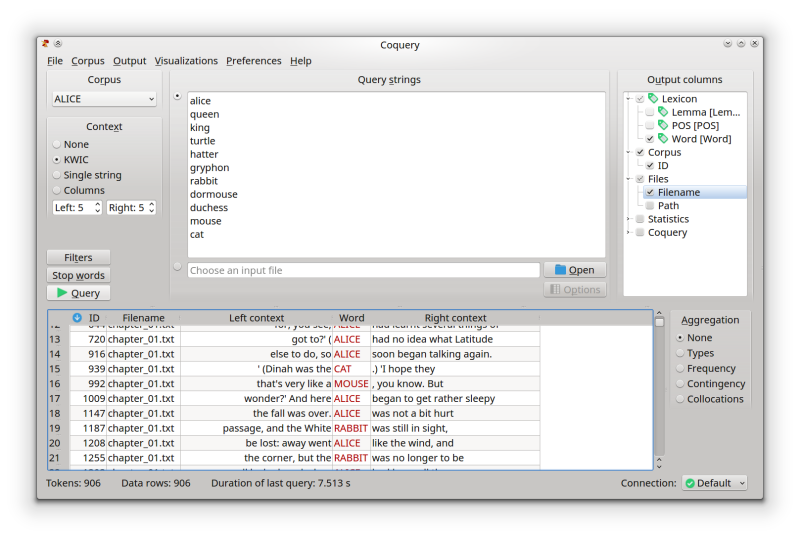 Coquery
File Corpus Output Visualizations Preferences Help
Corpus
ALICE
Context
None
KWIC
Single string
Columns
Left: 5 Right: 5
Filters
Stop words
Query
Query strings
alice
queen
king
turtle
hatter
gryphon
rabbit
dormouse
duchess
mouse
cat
Choose an input file
Open
Options
Output columns
Lexicon
Lemma [Lem...
POS [POS]
Word [Word]
Corpus
ID
Files
Filename
Path
Statistics
Coquery
ID Filename Left context Word Right context
12 844 chapter_01.txt for, you see, ALICE had learnt several things of
13 720 chapter_01.txt got to?' ( ALICE had no idea what Latitude
14 916 chapter_01.txt else to do, so ALICE soon began talking again.
15 939 chapter_01.txt ' (Dinah was the CAT .) 'I hope they
16 992 chapter_01.txt that's very like a MOUSE , you know. But
17 1009 chapter_01.txt wonder?' And here ALICE began to get rather sleepy
18 1147 chapter_01.txt the fall was over. ALICE was not a bit hurt
19 1187 chapter_01.txt passage, and the White RABBIT was still in sight,
20 1208 chapter_01.txt be lost: away went ALICE like the wind, and
21 1255 chapter_01.txt the corner, but the RABBIT was no longer to be
Aggregation
None
Types
Frequency
Contingency
Collocations
Tokens: 906 Data rows: 906 Duration of last query: 7.513 s Connection: Default